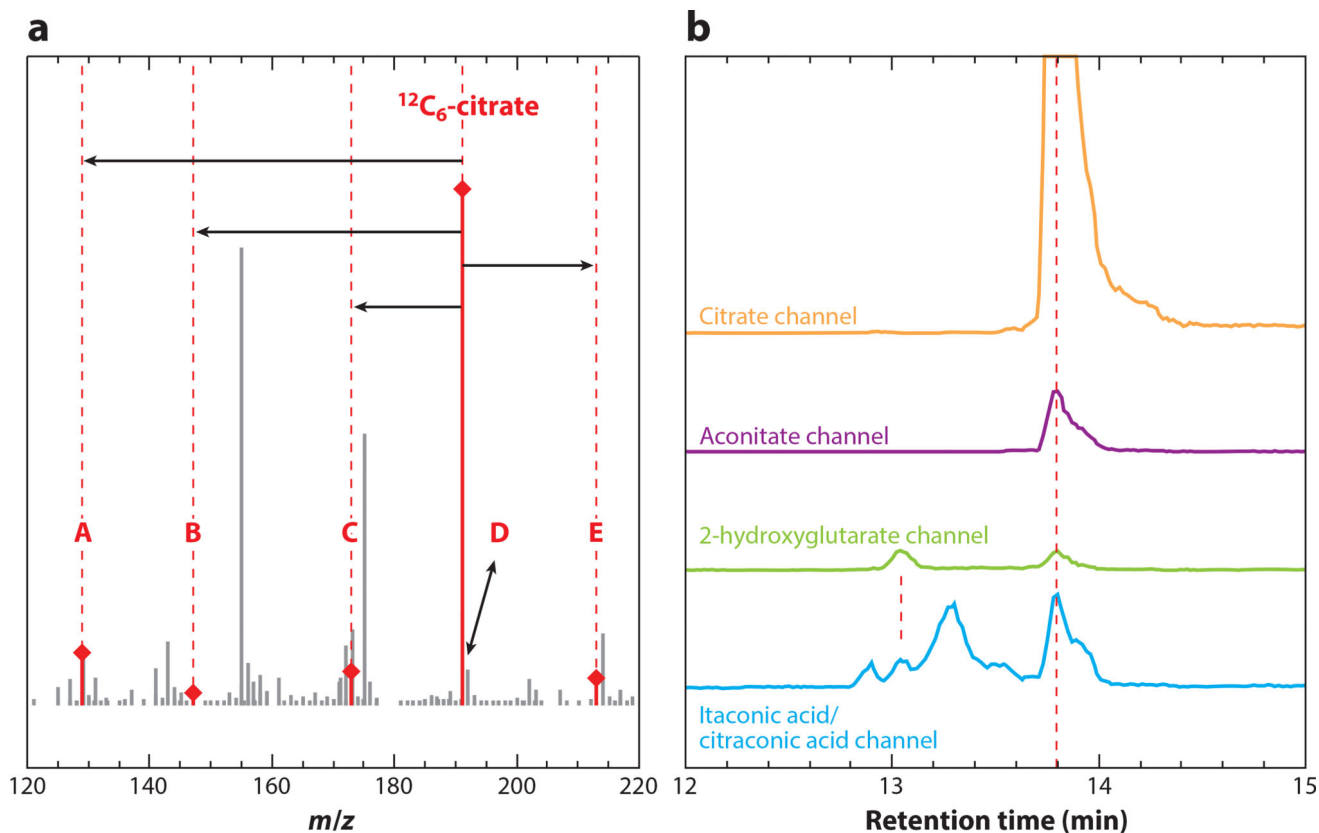 a
b
¹²C₆-citrate
A
B
C
D
E
120
140
160
180
200
220
m/z
Citrate channel
Aconitate channel
2-hydroxyglutarate channel
Itaconic acid/
citraconic acid channel
12
13
14
15
Retention time (min)